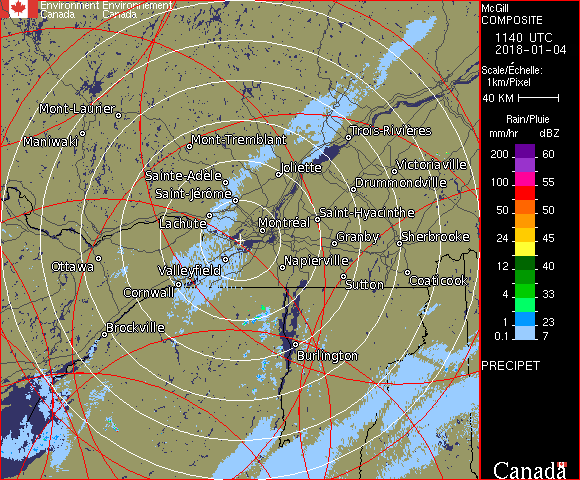 Environment Environnement
Canada Canada
Mont-Laurier
Maniwaki
Mont-Tremblant
Trois-Rivières
Joliette
Victoriaville
Sainte-Adèle
Drummondville
Saint-Jérôme
Saint-Hyacinthe
Lachute
Montréal
Granby
Sherbrooke
Ottawa
Valleyfield
Napierville
Cornwall
Sutton
Coaticook
Brockville
Burlington
McGill
COMPOSITE
1140 UTC
2018-01-04
Scale/Échelle:
1km/Pixel
40 KM
Rain/Pluie
mm/hr dBZ
200 60
100 55
50 50
24 45
12 40
4 33
1 23
0.1 7
PRECIPET
Canada